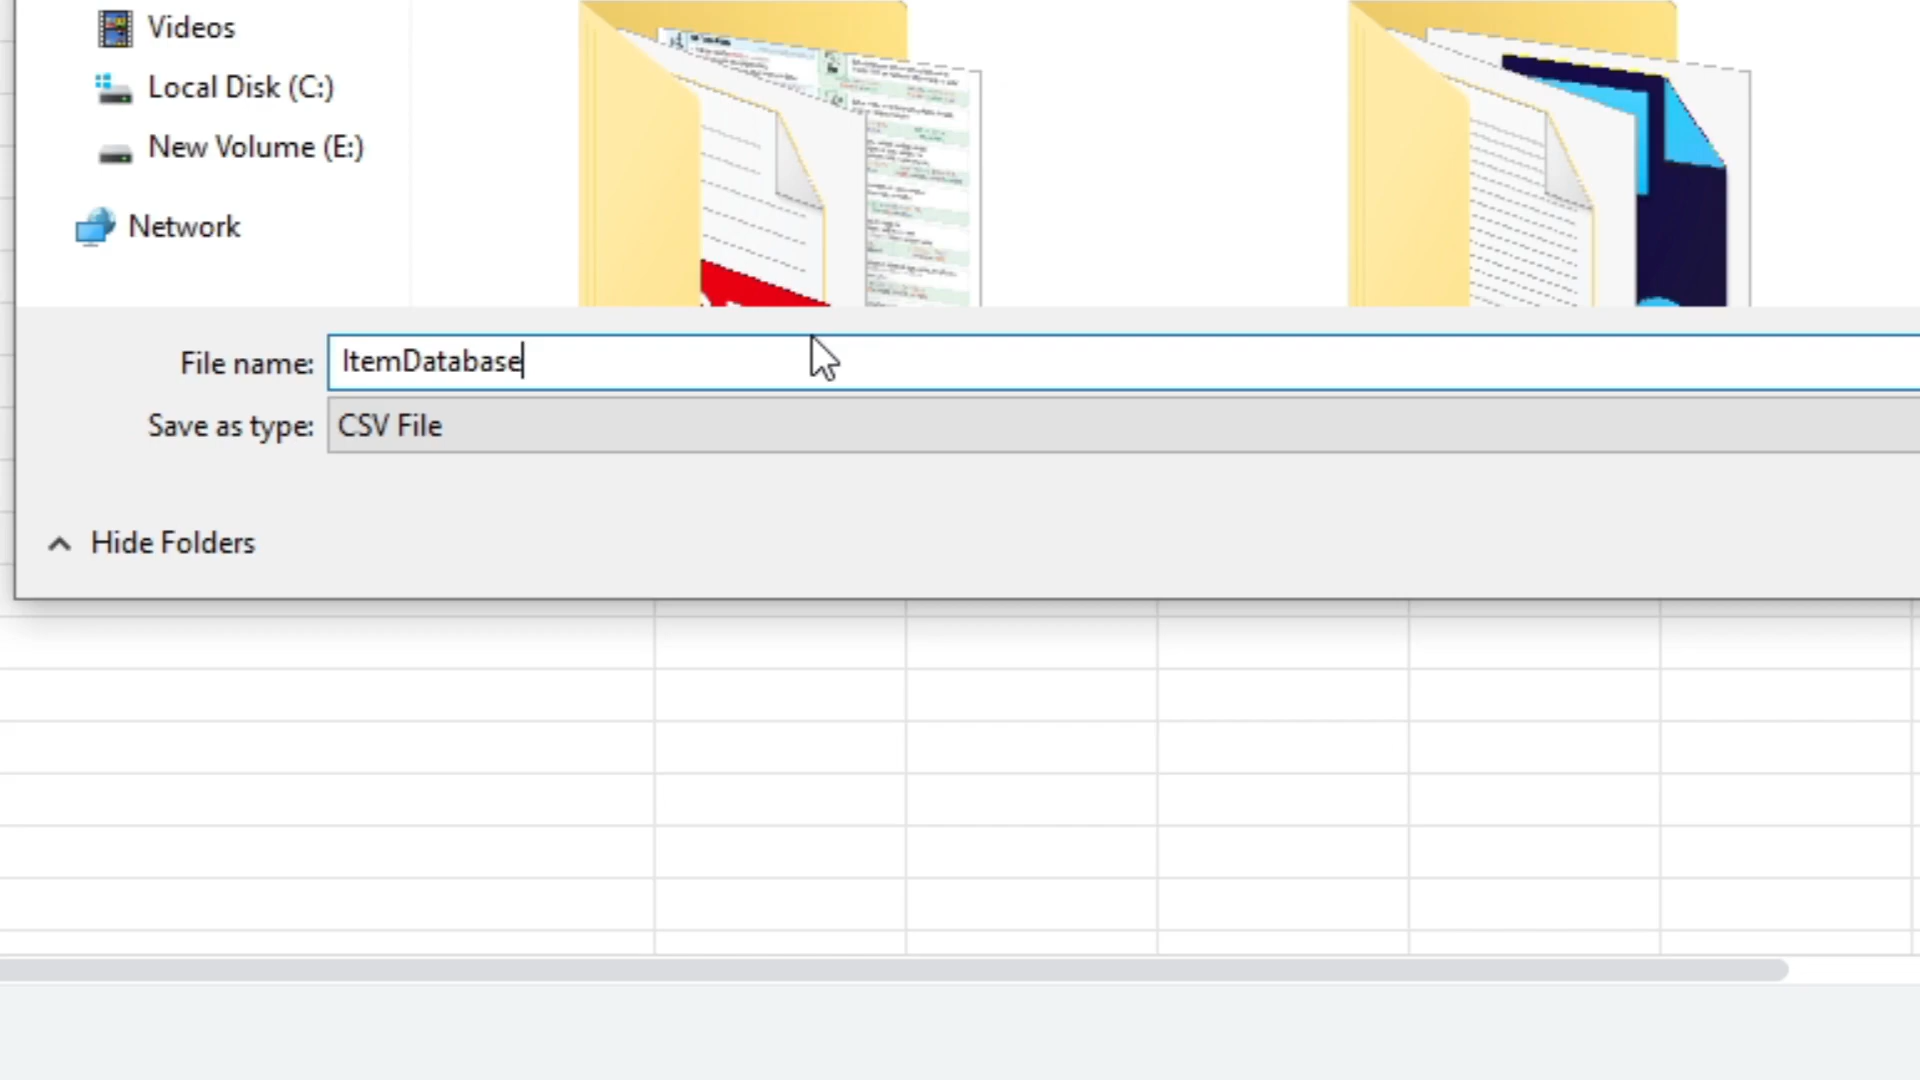 Videos
Local Disk (C:)
New Volume (E:)
Network
File name: ItemDatabase
Save as type: CSV File
Hide Folders